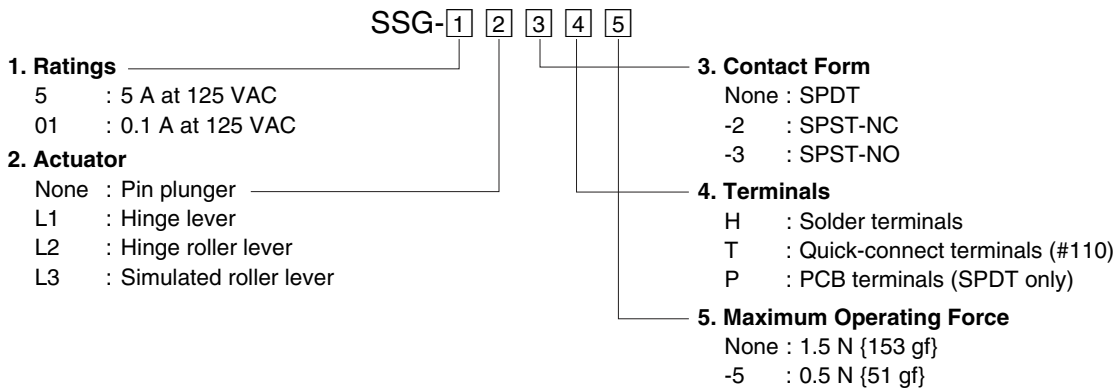 SSG-1 2 3 4 5
1. Ratings
5 : 5 A at 125 VAC
01 : 0.1 A at 125 VAC
2. Actuator
None : Pin plunger
L1 : Hinge lever
L2 : Hinge roller lever
L3 : Simulated roller lever
3. Contact Form
None : SPDT
-2 : SPST-NC
-3 : SPST-NO
4. Terminals
H : Solder terminals
T : Quick-connect terminals (#110)
P : PCB terminals (SPDT only)
5. Maximum Operating Force
None : 1.5 N {153 gf}
-5 : 0.5 N {51 gf}